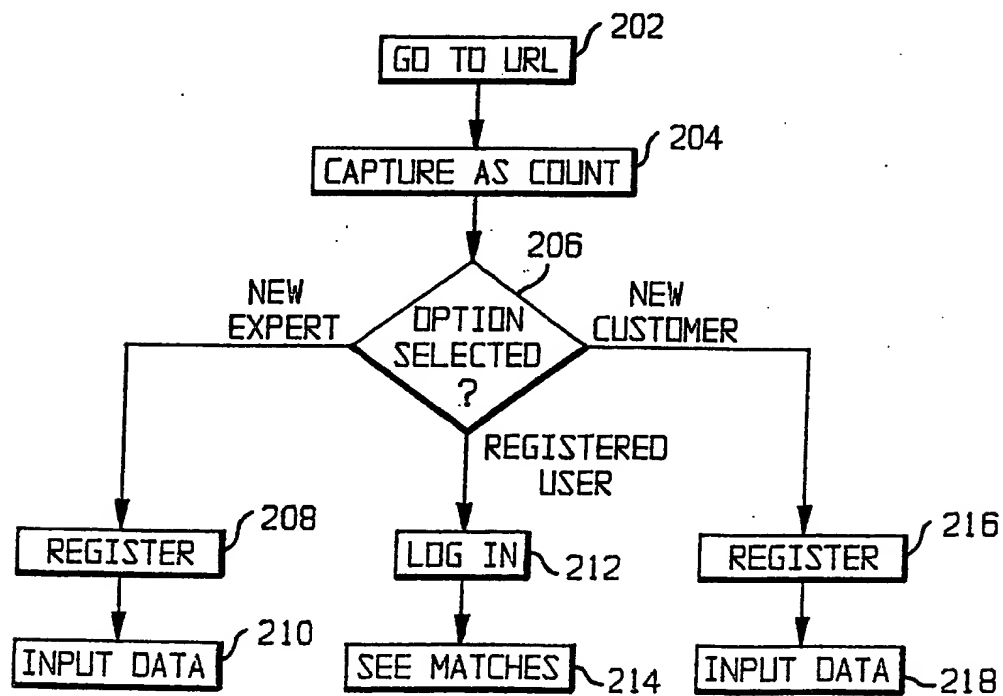 202
GO TO URL
204
CAPTURE AS COUNT
206
NEW
EXPERT
OPTION
SELECTED
?
NEW
CUSTOMER
REGISTERED
USER
208
REGISTER
LOG IN
212
216
REGISTER
210
INPUT DATA
SEE MATCHES
214
INPUT DATA
218